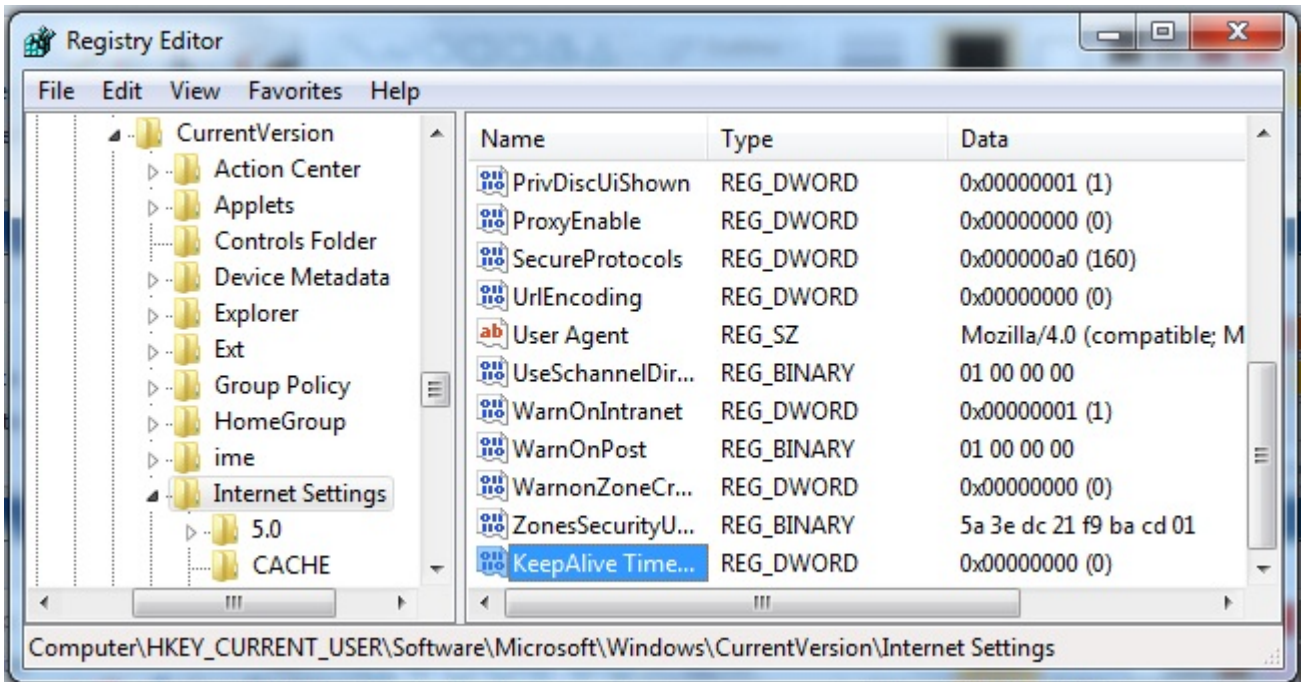 Registry Editor
File Edit View Favorites Help
CurrentVersion
Action Center
Applets
Controls Folder
Device Metadata
Explorer
Ext
Group Policy
HomeGroup
ime
Internet Settings
5.0
CACHE
Name Type Data
PrivDiscUiShown REG_DWORD 0x00000001 (1)
ProxyEnable REG_DWORD 0x00000000 (0)
SecureProtocols REG_DWORD 0x000000a0 (160)
UrlEncoding REG_DWORD 0x00000000 (0)
User Agent REG_SZ Mozilla/4.0 (compatible; M
UseSchannelDir... REG_BINARY 01 00 00 00
WarnOnIntranet REG_DWORD 0x00000001 (1)
WarnOnPost REG_BINARY 01 00 00 00
WarnonZoneCr... REG_DWORD 0x00000000 (0)
ZonesSecurityU... REG_BINARY 5a 3e dc 21 f9 ba cd 01
KeepAlive Time... REG_DWORD 0x00000000 (0)
Computer\HKEY_CURRENT_USER\Software\Microsoft\Windows\CurrentVersion\Internet Settings